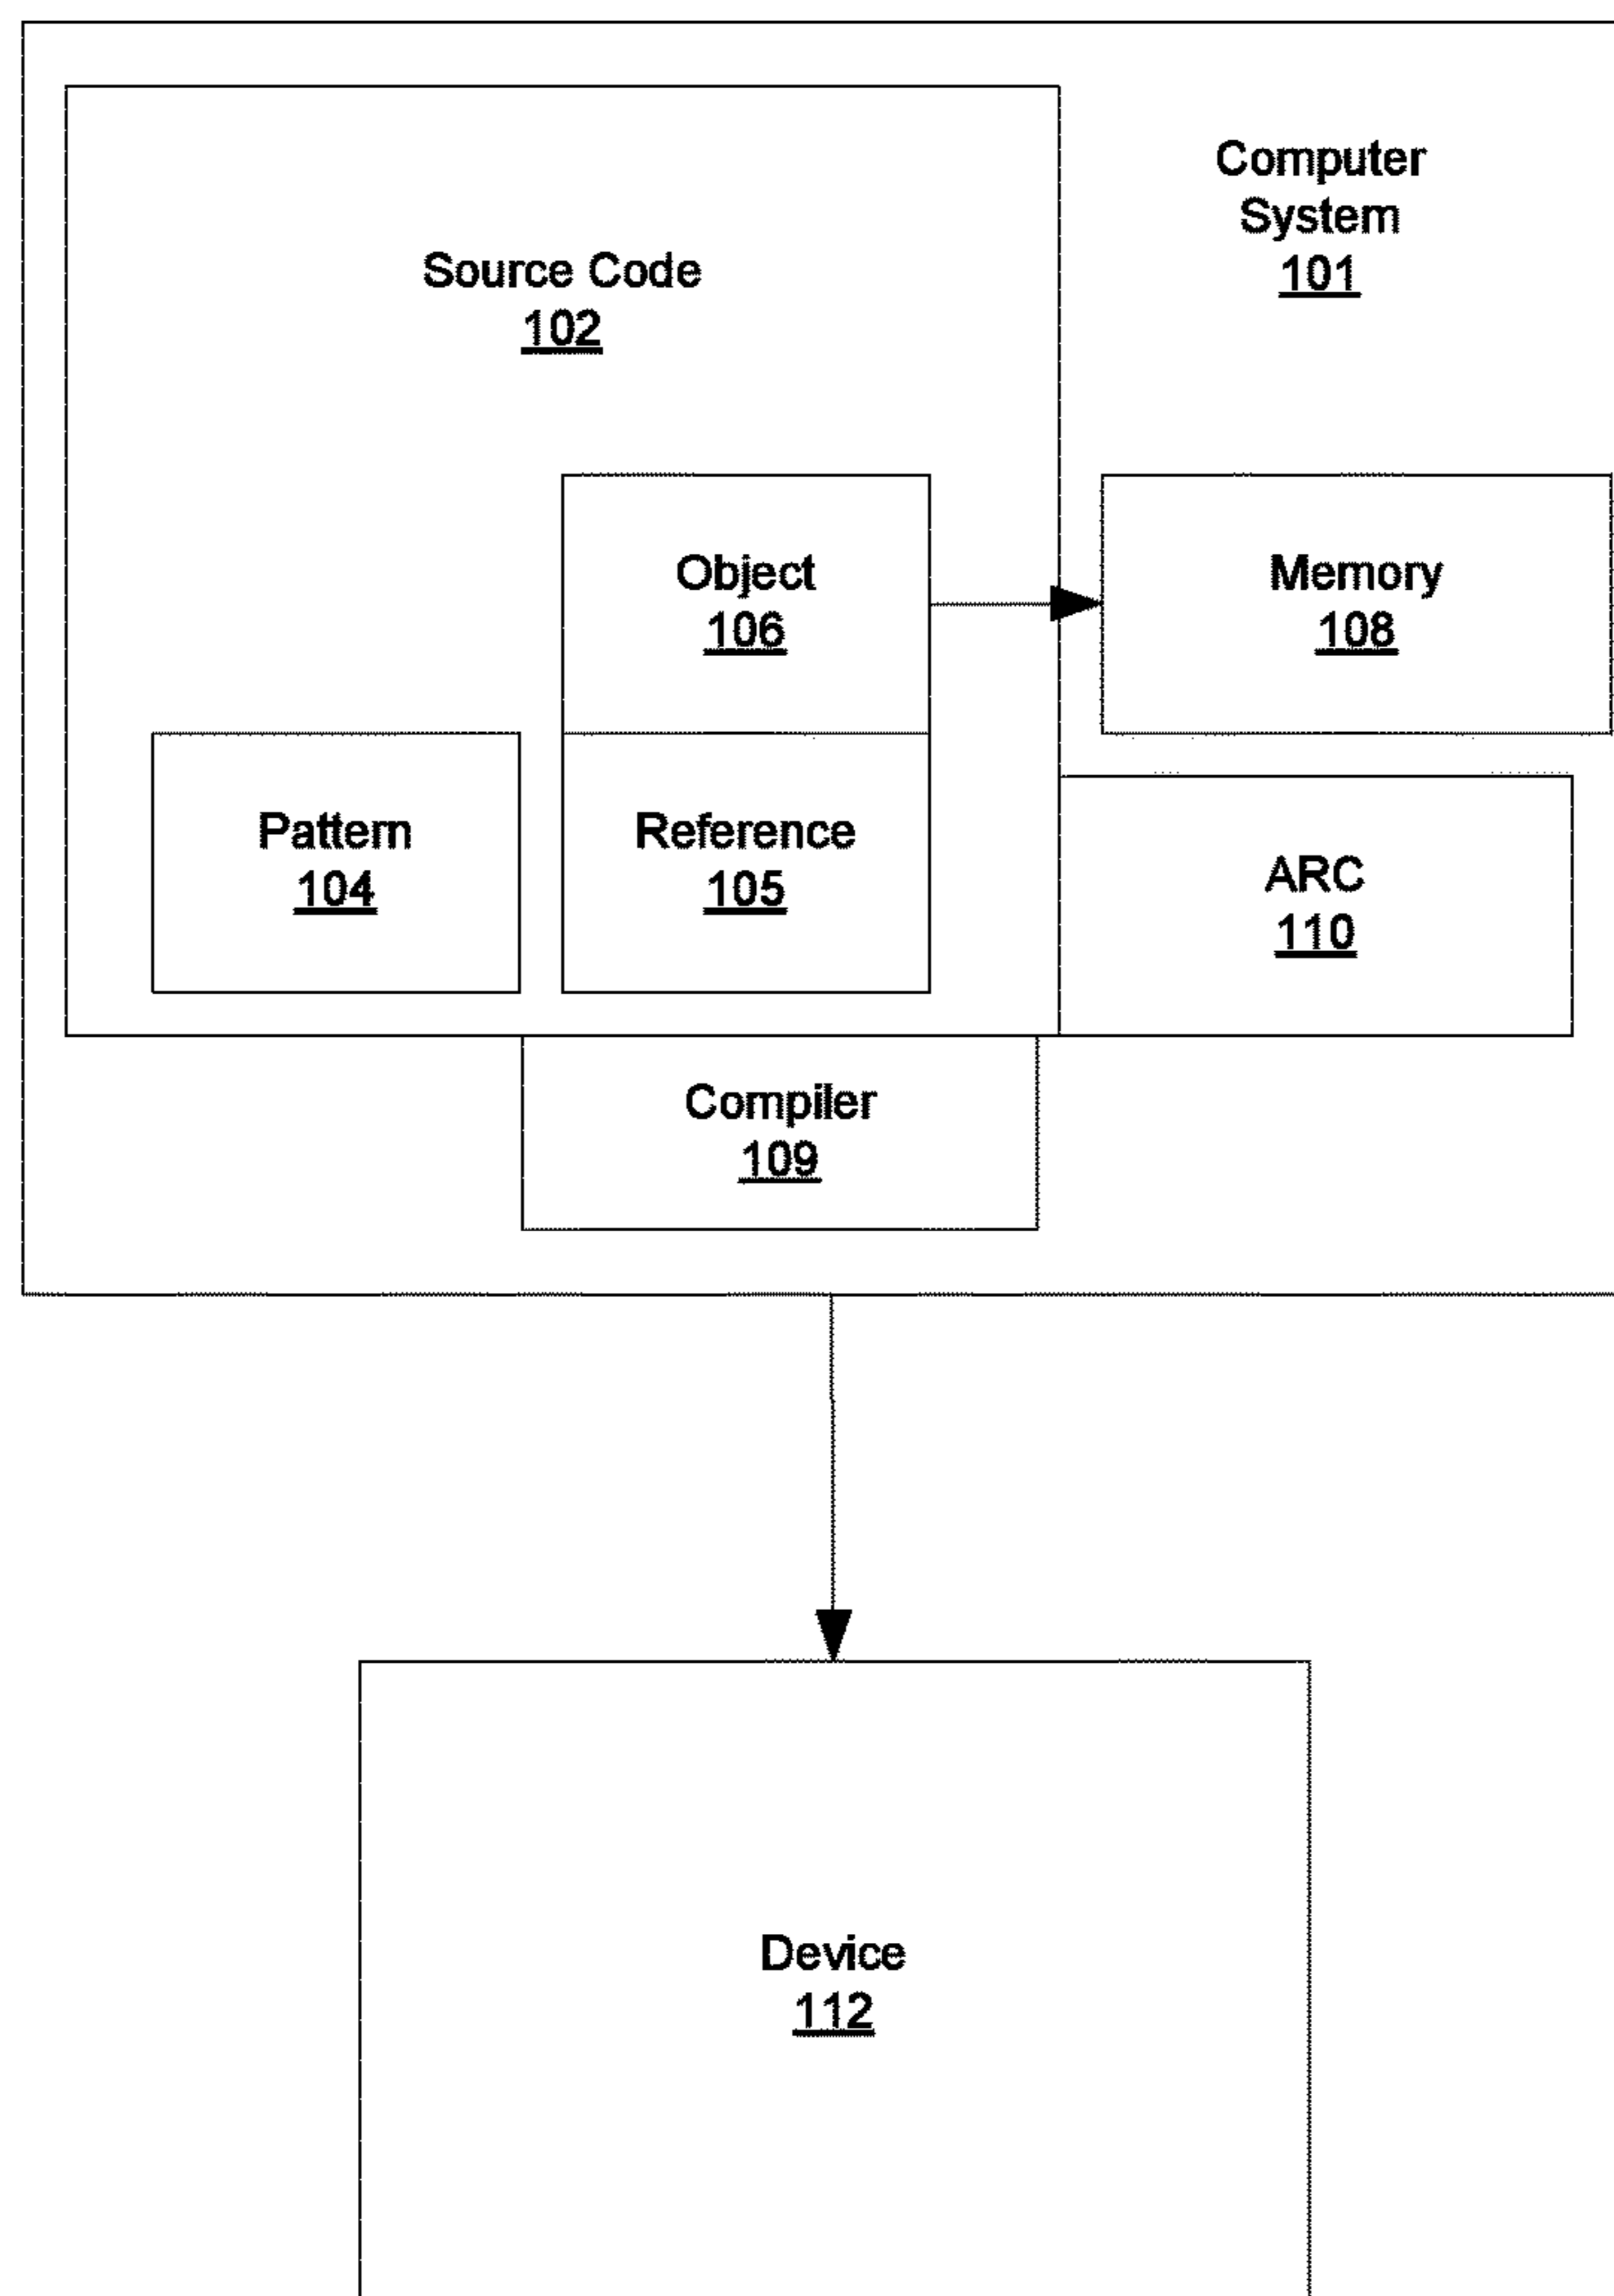 Computer
System
101
Source Code
102
Object
106
Memory
108
Pattern
104
Reference
105
ARC
110
Compiler
109
Device
112